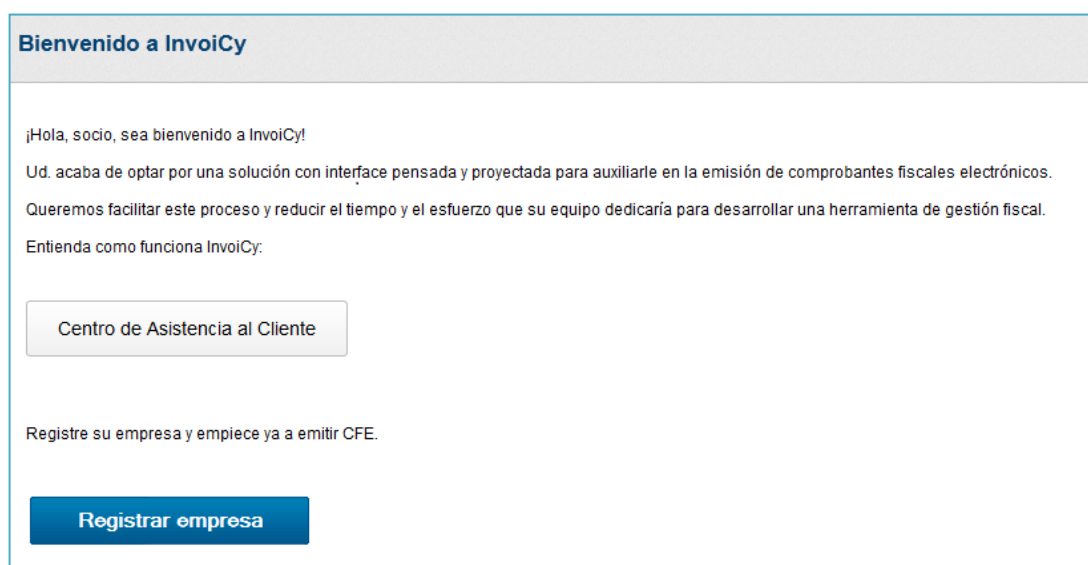 Bienvenido a InvoiCy
¡Hola, socio, sea bienvenido a InvoiCy!
Ud. acaba de optar por una solución con interface pensada y proyectada para auxiliarle en la emisión de comprobantes fiscales electrónicos.
Queremos facilitar este proceso y reducir el tiempo y el esfuerzo que su equipo dedicaría para desarrollar una herramienta de gestión fiscal.
Entienda como funciona InvoiCy:
Centro de Asistencia al Cliente
Registre su empresa y empiece ya a emitir CFE.
Registrar empresa